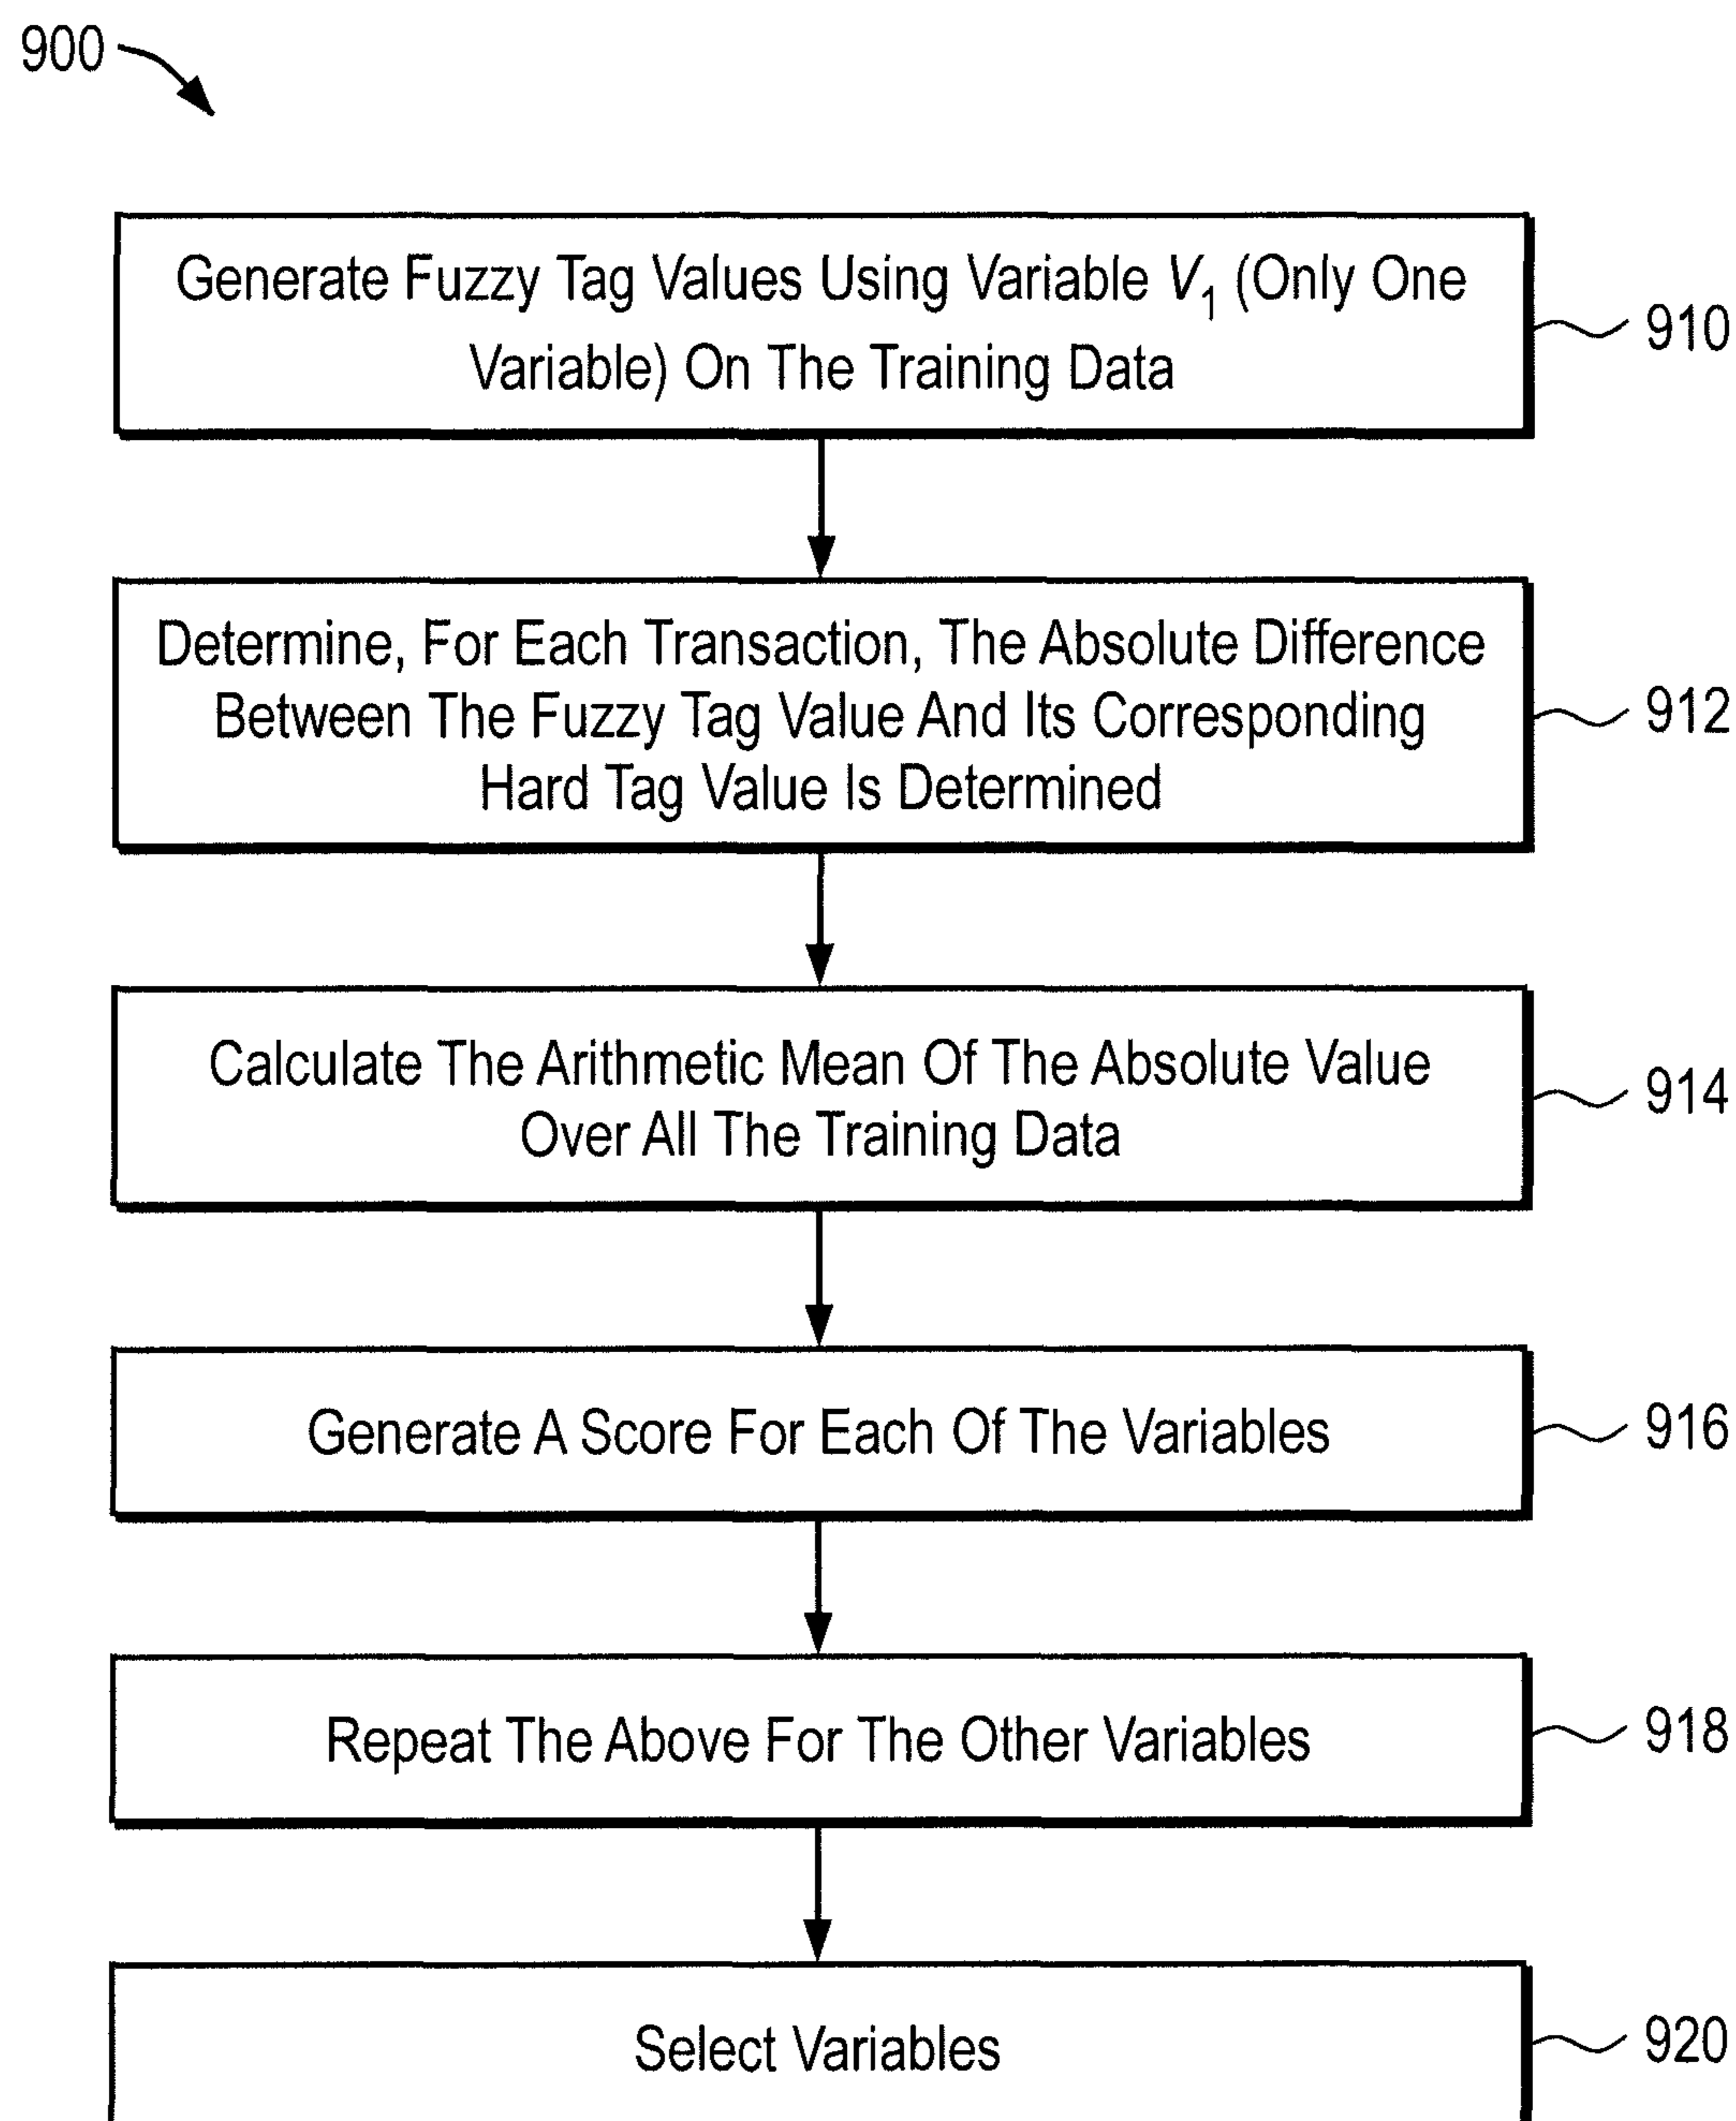 900
Generate Fuzzy Tag Values Using Variable V1 (Only One
Variable) On The Training Data
910
Determine, For Each Transaction, The Absolute Difference
Between The Fuzzy Tag Value And Its Corresponding
Hard Tag Value Is Determined
912
Calculate The Arithmetic Mean Of The Absolute Value
Over All The Training Data
914
Generate A Score For Each Of The Variables
916
Repeat The Above For The Other Variables
918
Select Variables
920